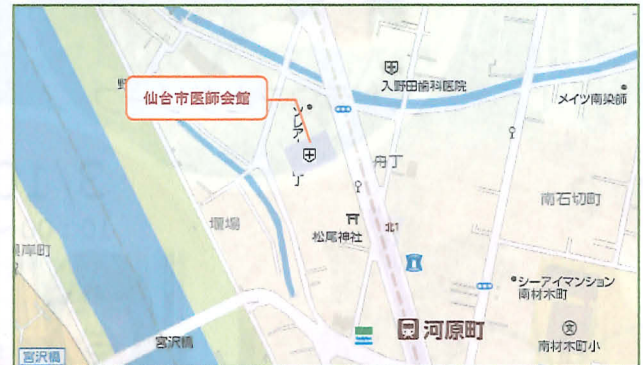 仙台市医師会館
入野田歯科医院
メイツ南染師
舟丁
南石切町
堰場
松尾神社
北1
シーアイマンション
南材木町
河原町
南材木町小
宮沢橋
宮沢橋